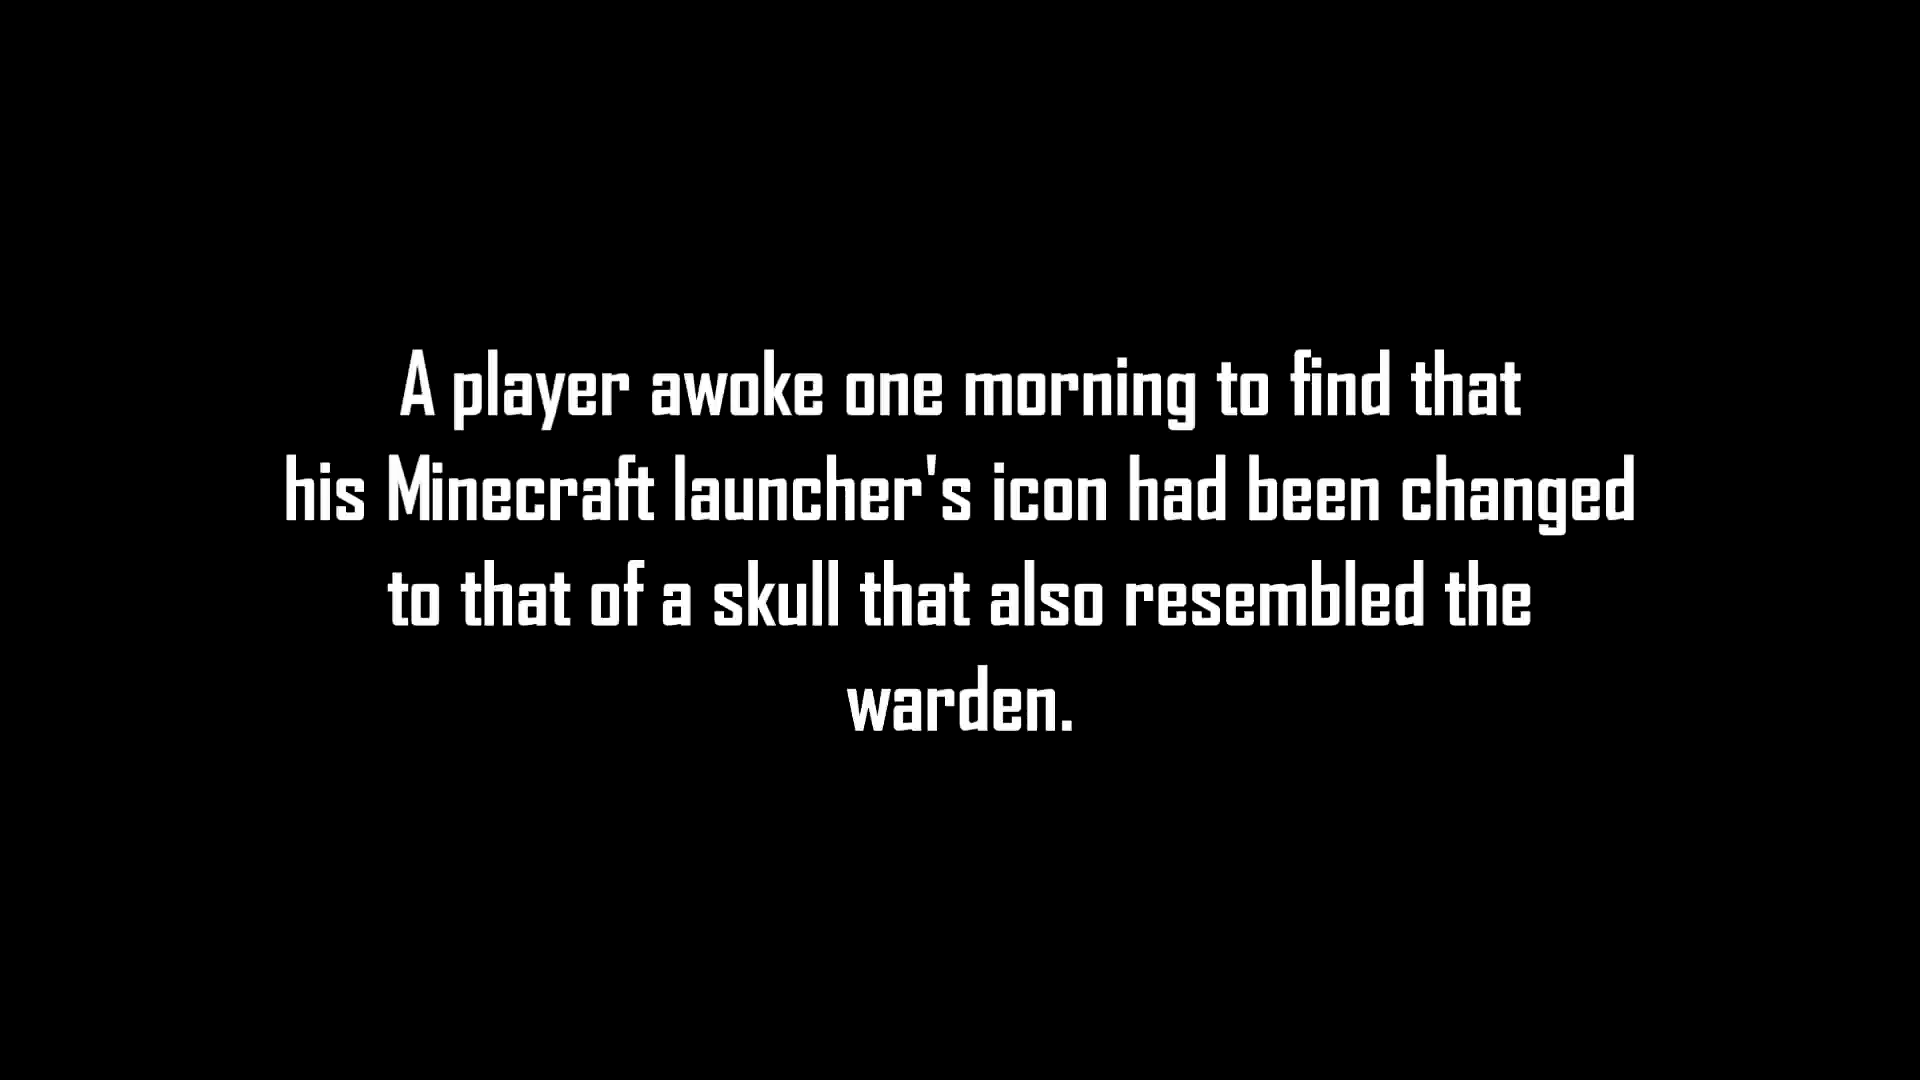 A player awoke one morning to find that
his Minecraft launcher's icon had been changed
to that of a skull that also resembled the
warden.